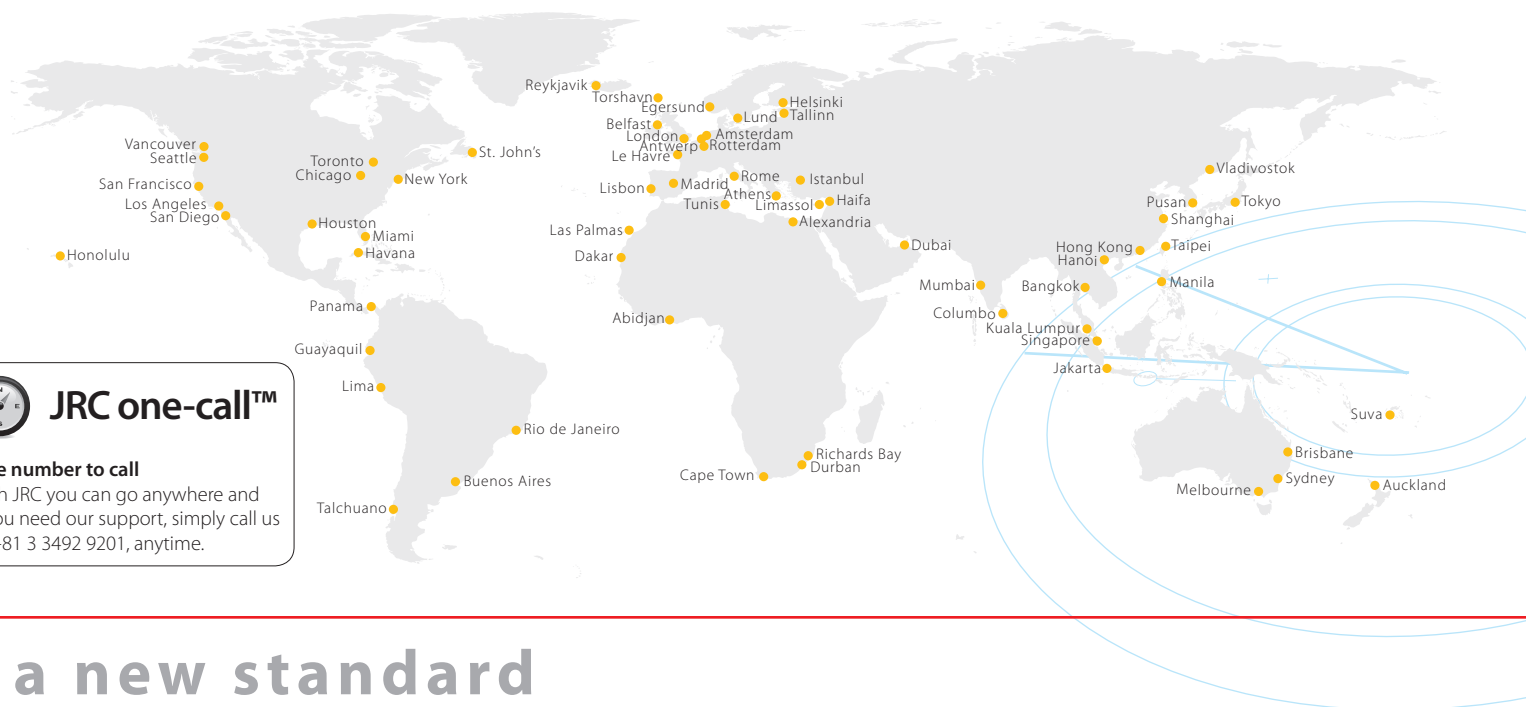 Reykjavik
Torshavn
Egersund
Helsinki
Tallinn
Lund
Belfast
London
Amsterdam
Antwerp
Rotterdam
Le Havre
Vancouver
Seattle
St. John's
Toronto
Chicago
New York
San Francisco
Los Angeles
San Diego
Houston
Miami
Havana
Honolulu
Lisbon
Madrid
Rome
Istanbul
Athens
Tunis
Limassol
Haifa
Alexandria
Las Palmas
Dakar
Dubai
Vladivostok
Pusan
Tokyo
Shanghai
Hong Kong
Taipei
Hanoi
Mumbai
Bangkok
Manila
Columbo
Kuala Lumpur
Singapore
Jakarta
Panama
Abidjan
Guayaquil
Lima
Rio de Janeiro
Buenos Aires
Talchuano
Richards Bay
Durban
Cape Town
Suva
Brisbane
Sydney
Melbourne
Auckland
N
E
S
JRC one-call™
number to call
JRC you can go anywhere and
need our support, simply call us
81 3 3492 9201, anytime.
a new standard